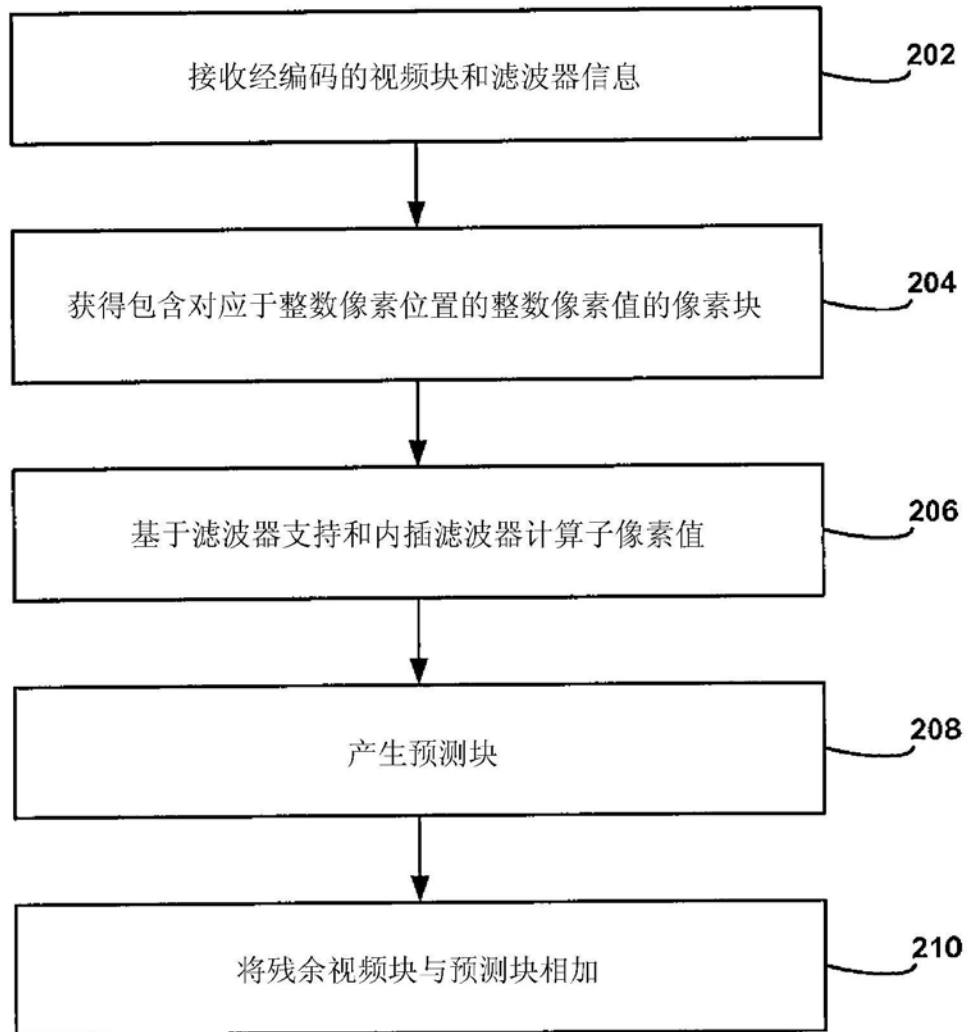 接收经编码的视频块和滤波器信息
202
获得包含对应于整数像素位置的整数像素值的像素块
204
基于滤波器支持和内插滤波器计算子像素值
206
产生预测块
208
将残余视频块与预测块相加
210